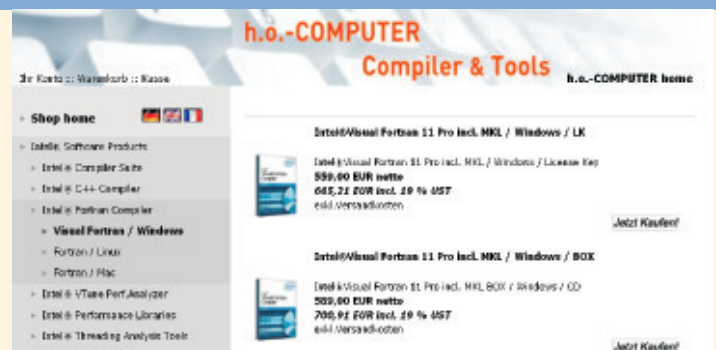 h.o.-COMPUTER
Compiler & Tools
Ihr Konto :: Warenkorb :: Kasse
h.o.-COMPUTER home
Shop home
Intel® Software Products
Intel® Compiler Suite
Intel® C++ Compiler
Intel® Fortran Compiler
Visual Fortran / Windows
Fortran / Linux
Fortran / Mac
Intel® VTune Perf.Analyzer
Intel® Performance Libraries
Intel® Threading Analysis Tools
Intel®Visual Fortran 11 Pro incl. MKL / Windows / LK
Intel®Visual Fortran 11 Pro incl. MKL / Windows / License Key
559,00 EUR netto
665,21 EUR incl. 19 % UST
exkl.Versandkosten
Jetzt Kaufen!
Intel®Visual Fortran 11 Pro incl. MKL / Windows / BOX
Intel®Visual Fortran 11 Pro incl. MKL BOX / Windows / CD
589,00 EUR netto
700,91 EUR incl. 19 % UST
exkl.Versandkosten
Jetzt Kaufen!